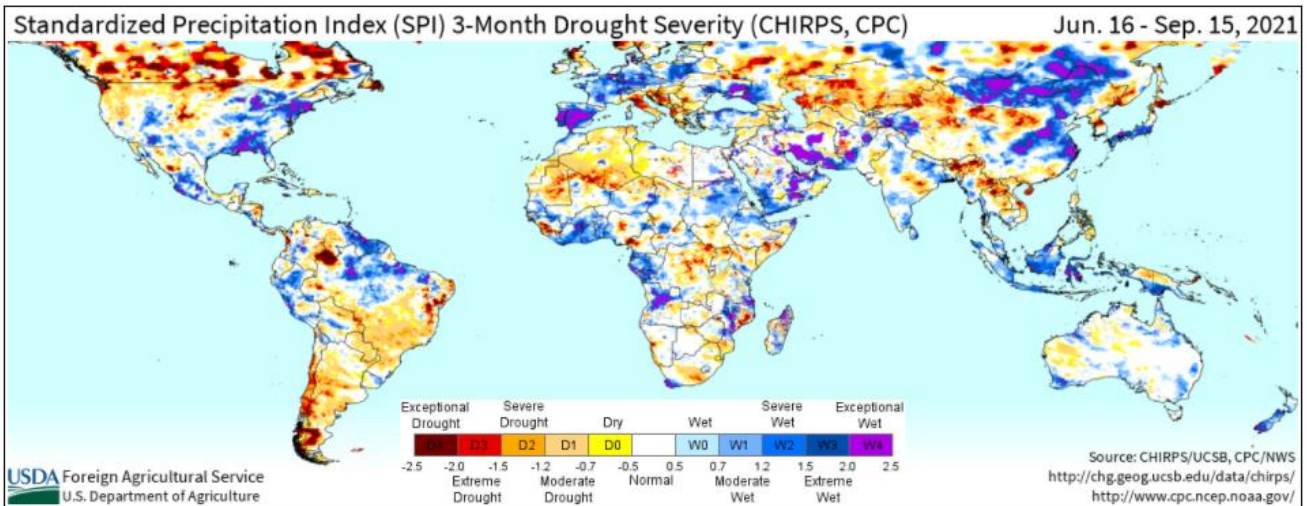 Standardized Precipitation Index (SPI) 3-Month Drought Severity (CHIRPS, CPC)
Jun. 16 - Sep. 15, 2021
Exceptional Drought
Severe Drought
Dry
Wet
Severe Wet
Exceptional Wet
D4 D3 D2 D1 D0 W0 W1 W2 W3 W4
-2.5 -2.0 -1.5 -1.2 -0.7 -0.5 0.5 0.7 1.2 1.5 2.0 2.5
Extreme Drought
Moderate Drought
Normal
Moderate Wet
Extreme Wet
USDA Foreign Agricultural Service
U.S. Department of Agriculture
Source: CHIRPS/UCSB, CPC/NWS
http://chg.geog.ucsb.edu/data/chirps/
http://www.cpc.ncep.noaa.gov/